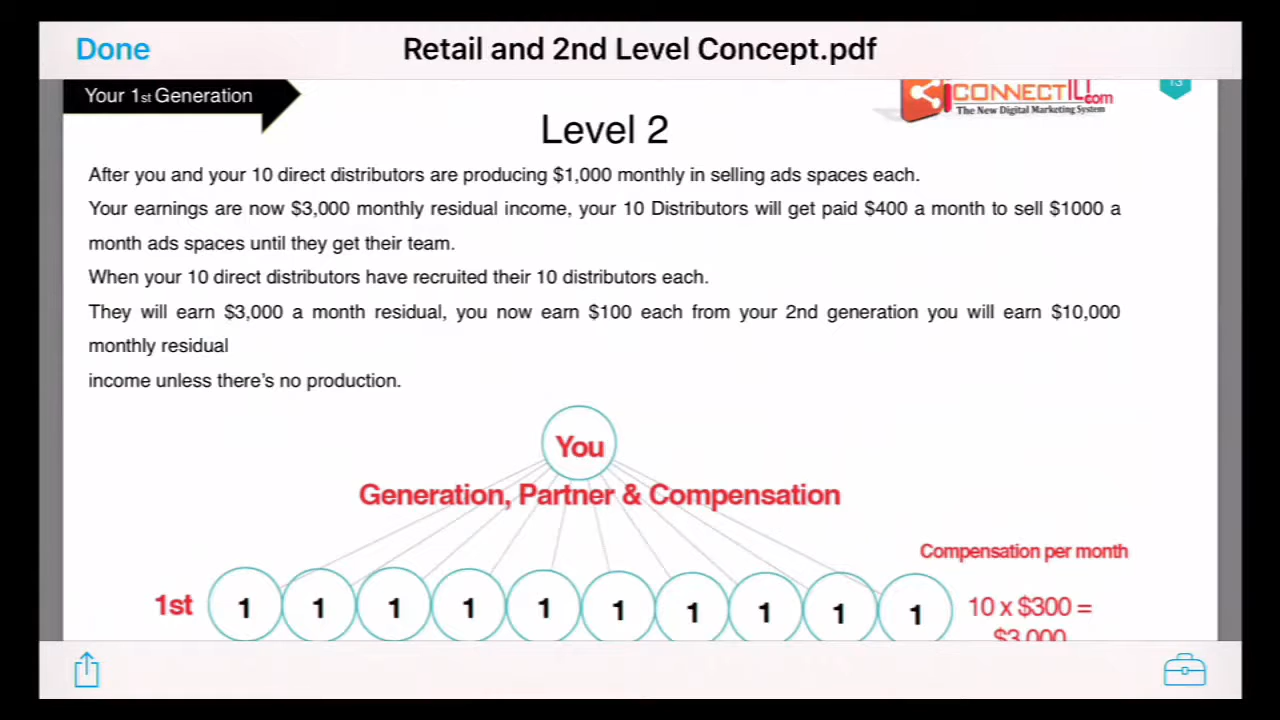 Done
Retail and 2nd Level Concept.pdf
Your 1st Generation
CONNECTIU.com
The New Digital Marketing System
13
Level 2
After you and your 10 direct distributors are producing $1,000 monthly in selling ads spaces each.
Your earnings are now $3,000 monthly residual income, your 10 Distributors will get paid $400 a month to sell $1000 a
month ads spaces until they get their team.
When your 10 direct distributors have recruited their 10 distributors each.
They will earn $3,000 a month residual, you now earn $100 each from your 2nd generation you will earn $10,000
monthly residual
income unless there's no production.
You
Generation, Partner & Compensation
Compensation per month
1st 1 1 1 1 1 1 1 1 1 1 10 x $300 =
$3,000